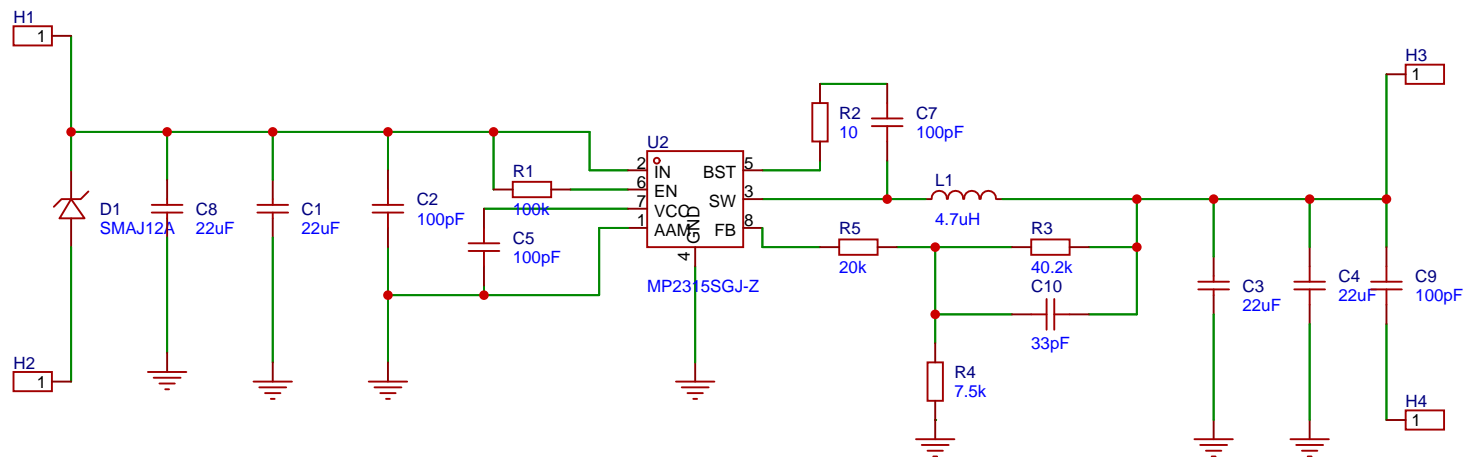 H1
1
H2
1
D1
SMAJ12A
C8
22uF
C1
22uF
C2
100pF
R1
100k
C5
100pF
U2
2
IN
6
EN
7
VCC
1
AAM
4
GND
BST
5
SW
3
FB
8
MP2315SGJ-Z
R2
10
C7
100pF
L1
4.7uH
R5
20k
R3
40.2k
C10
33pF
R4
7.5k
C3
22uF
C4
22uF
C9
100pF
H3
1
H4
1